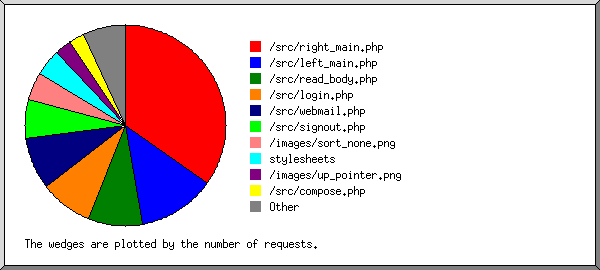 /src/right_main.php
/src/left_main.php
/src/read_body.php
/src/login.php
/src/webmail.php
/src/signout.php
/images/sort_none.png
stylesheets
/images/up_pointer.png
/src/compose.php
Other
The wedges are plotted by the number of requests.